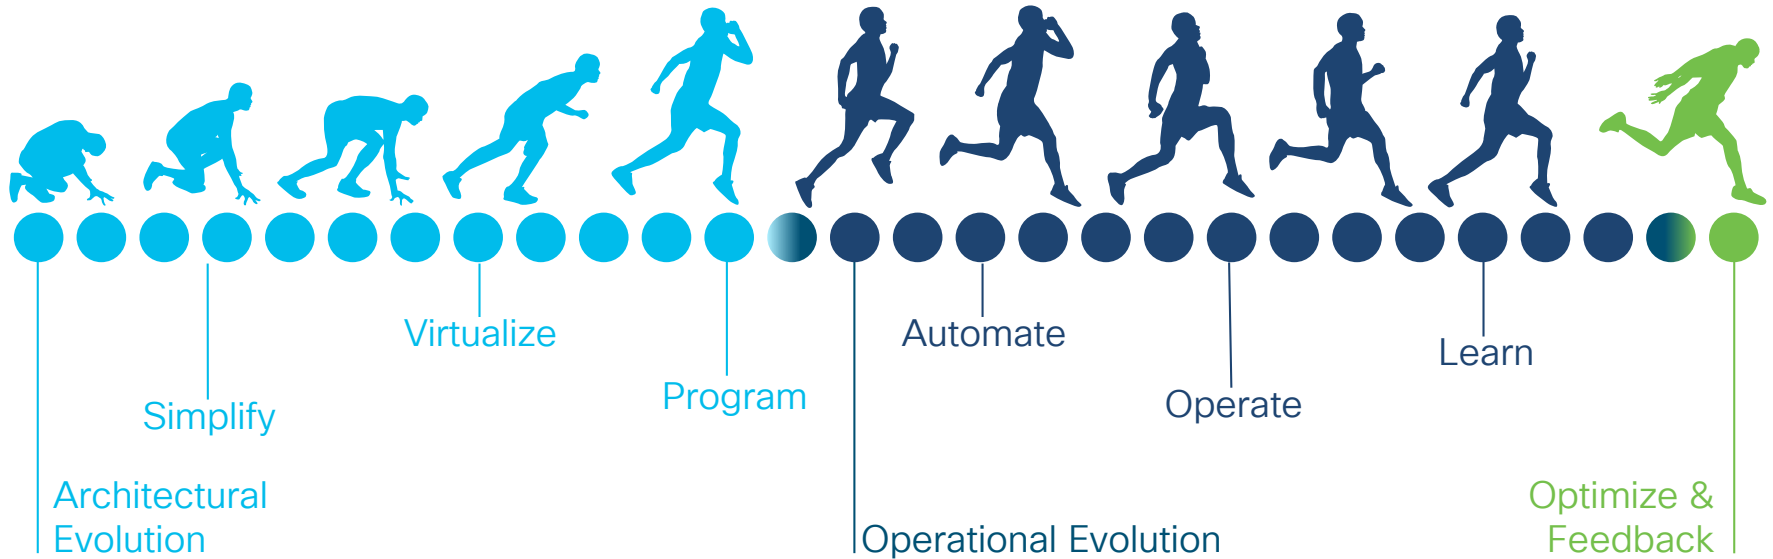 Virtualize
Automate
Learn
Program
Operate
Simplify
Architectural
Evolution
Operational Evolution
Optimize &
Feedback